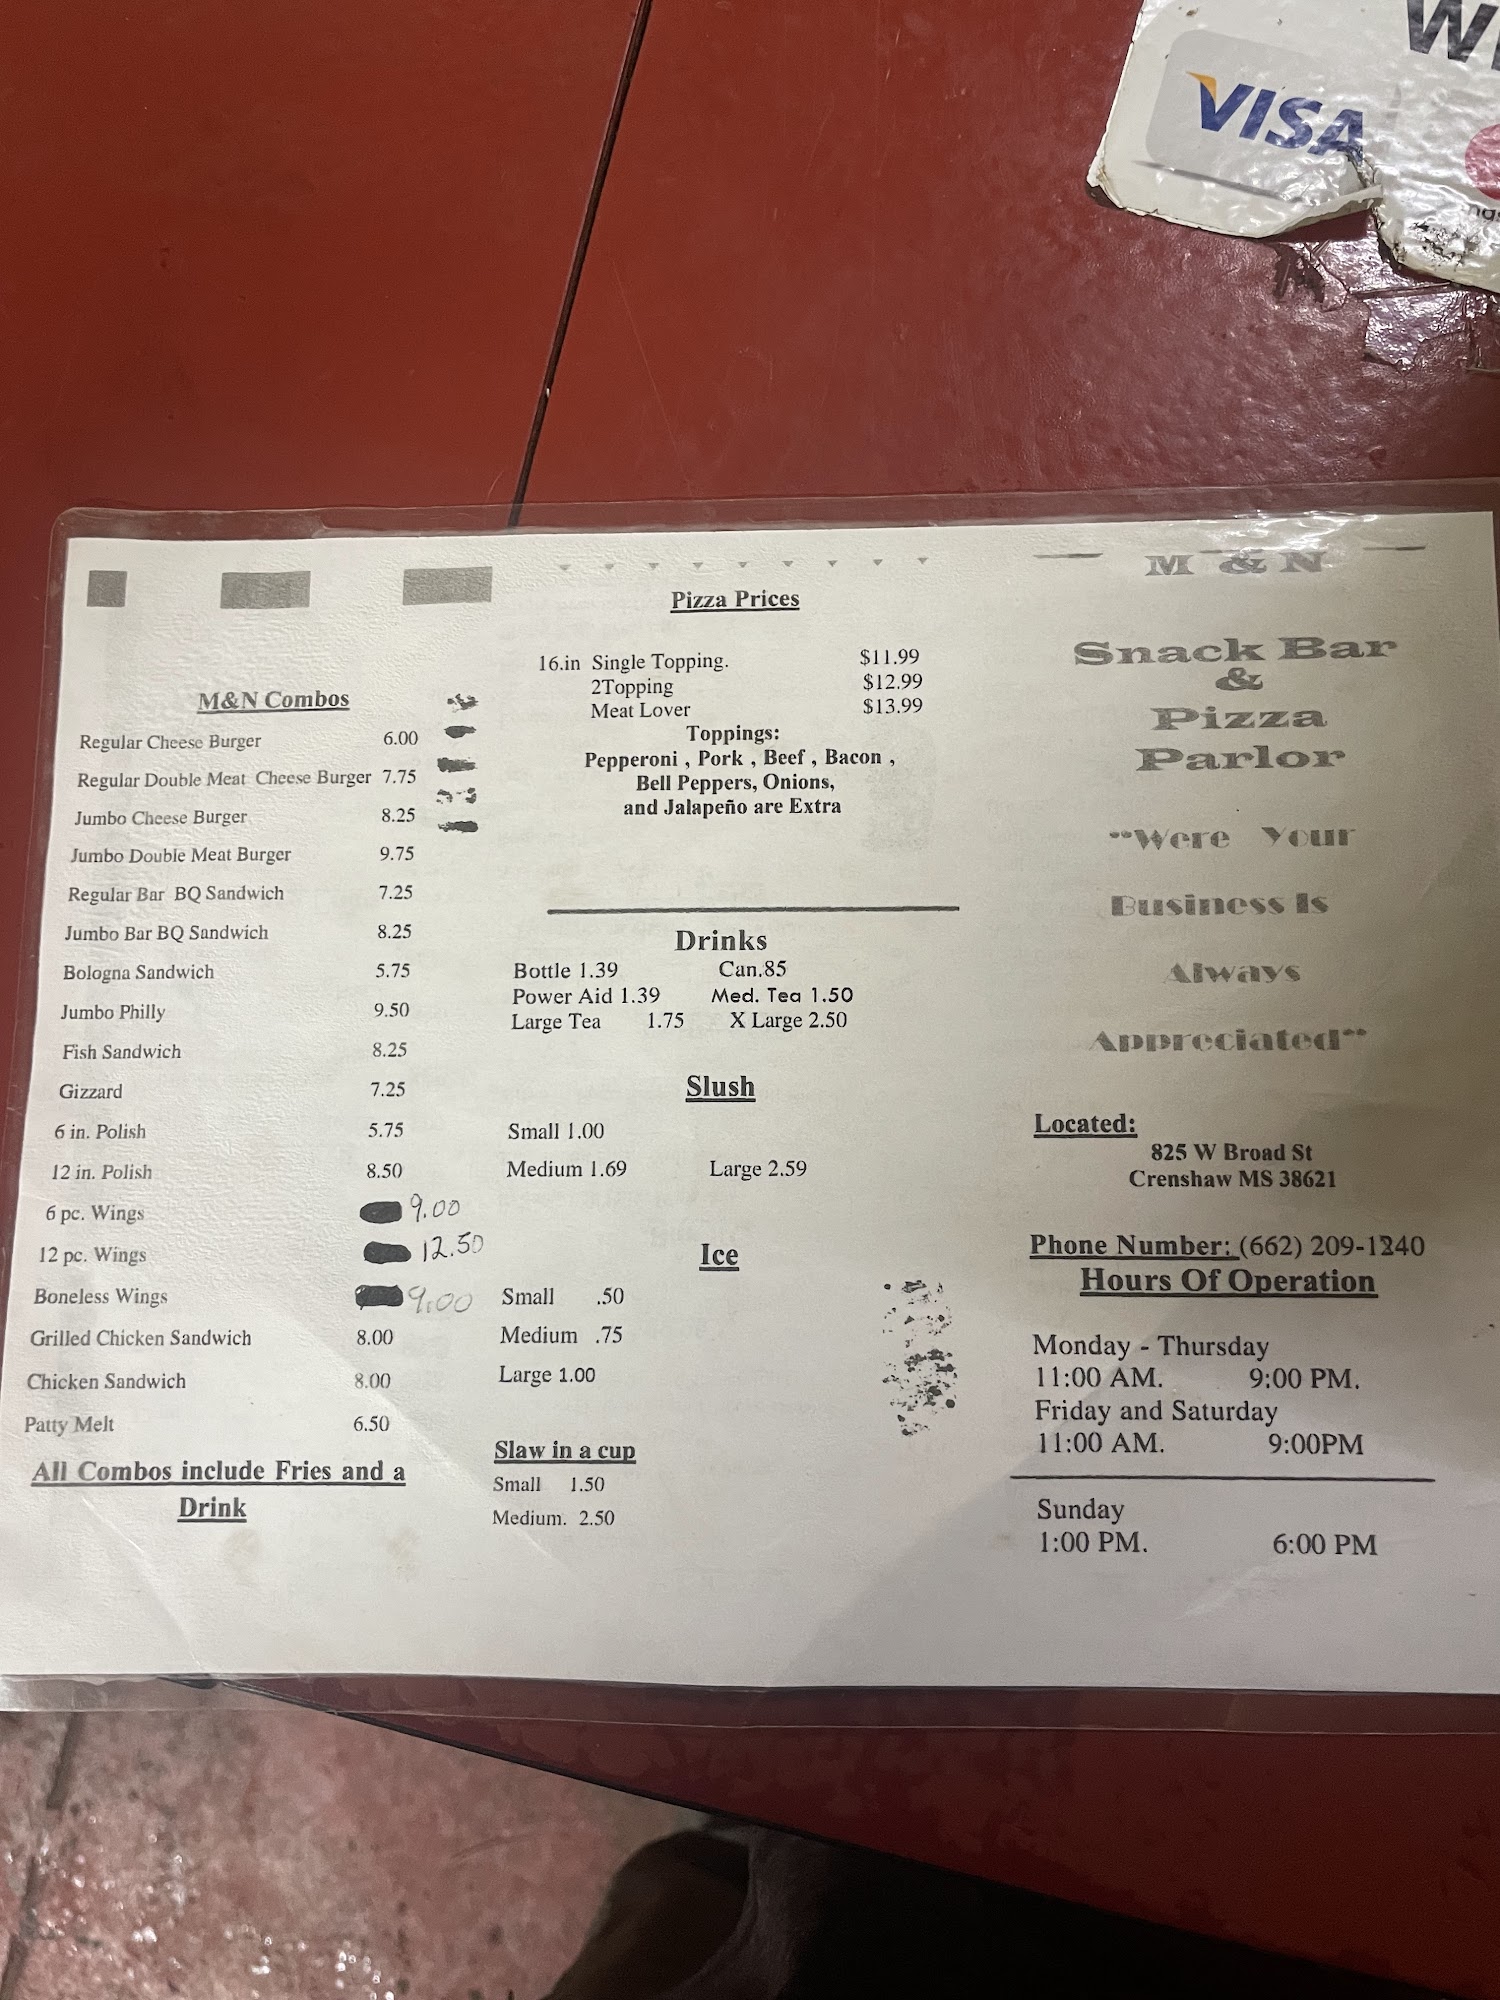 VISA
M & N
Snack Bar
&
Pizza
Parlor
**Were Your
Business Is
Always
Appreciated**
Located:
825 W Broad St
Crenshaw MS 38621
Phone Number: (662) 209-1240
Hours Of Operation
Monday - Thursday
11:00 AM. 9:00 PM.
Friday and Saturday
11:00 AM. 9:00PM
Sunday
1:00 PM. 6:00 PM
M&N Combos
Regular Cheese Burger 6.00
Regular Double Meat Cheese Burger 7.75
Jumbo Cheese Burger 8.25
Jumbo Double Meat Burger 9.75
Regular Bar BQ Sandwich 7.25
Jumbo Bar BQ Sandwich 8.25
Bologna Sandwich 5.75
Jumbo Philly 9.50
Fish Sandwich 8.25
Gizzard 7.25
6 in. Polish 5.75
12 in. Polish 8.50
6 pc. Wings 9.00
12 pc. Wings 12.50
Boneless Wings 9.00
Grilled Chicken Sandwich 8.00
Chicken Sandwich 8.00
Patty Melt 6.50
All Combos include Fries and a
Drink
Pizza Prices
16.in Single Topping. $11.99
2Topping $12.99
Meat Lover $13.99
Toppings:
Pepperoni , Pork , Beef , Bacon ,
Bell Peppers, Onions,
and Jalapeño are Extra
Drinks
Bottle 1.39 Can.85
Power Aid 1.39 Med. Tea 1.50
Large Tea 1.75 X Large 2.50
Slush
Small 1.00
Medium 1.69 Large 2.59
Ice
Small .50
Medium .75
Large 1.00
Slaw in a cup
Small 1.50
Medium. 2.50